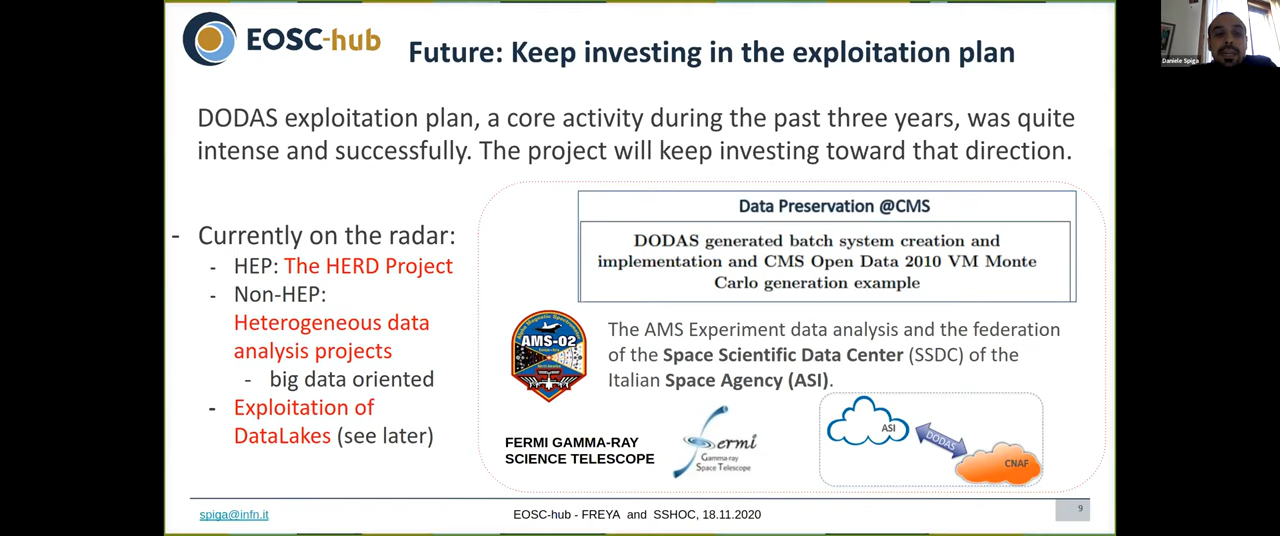 EOSC-hub
Future: Keep investing in the exploitation plan
DODAS exploitation plan, a core activity during the past three years, was quite
intense and successfully. The project will keep investing toward that direction.
- Currently on the radar:
- HEP: The HERD Project
- Non-HEP:
Heterogeneous data
analysis projects
- big data oriented
- Exploitation of
DataLakes (see later)
Data Preservation @CMS
DODAS generated batch system creation and
implementation and CMS Open Data 2010 VM Monte
Carlo generation example
AMS-02
The AMS Experiment data analysis and the federation
of the Space Scientific Data Center (SSDC) of the
Italian Space Agency (ASI).
FERMI GAMMA-RAY
SCIENCE TELESCOPE
Fermi
Gamma-ray
Space Telescope
ASI
DODAS
CNAF
spiga@infn.it
EOSC-hub - FREYA and SSHOC, 18.11.2020
9
Daniele Spiga